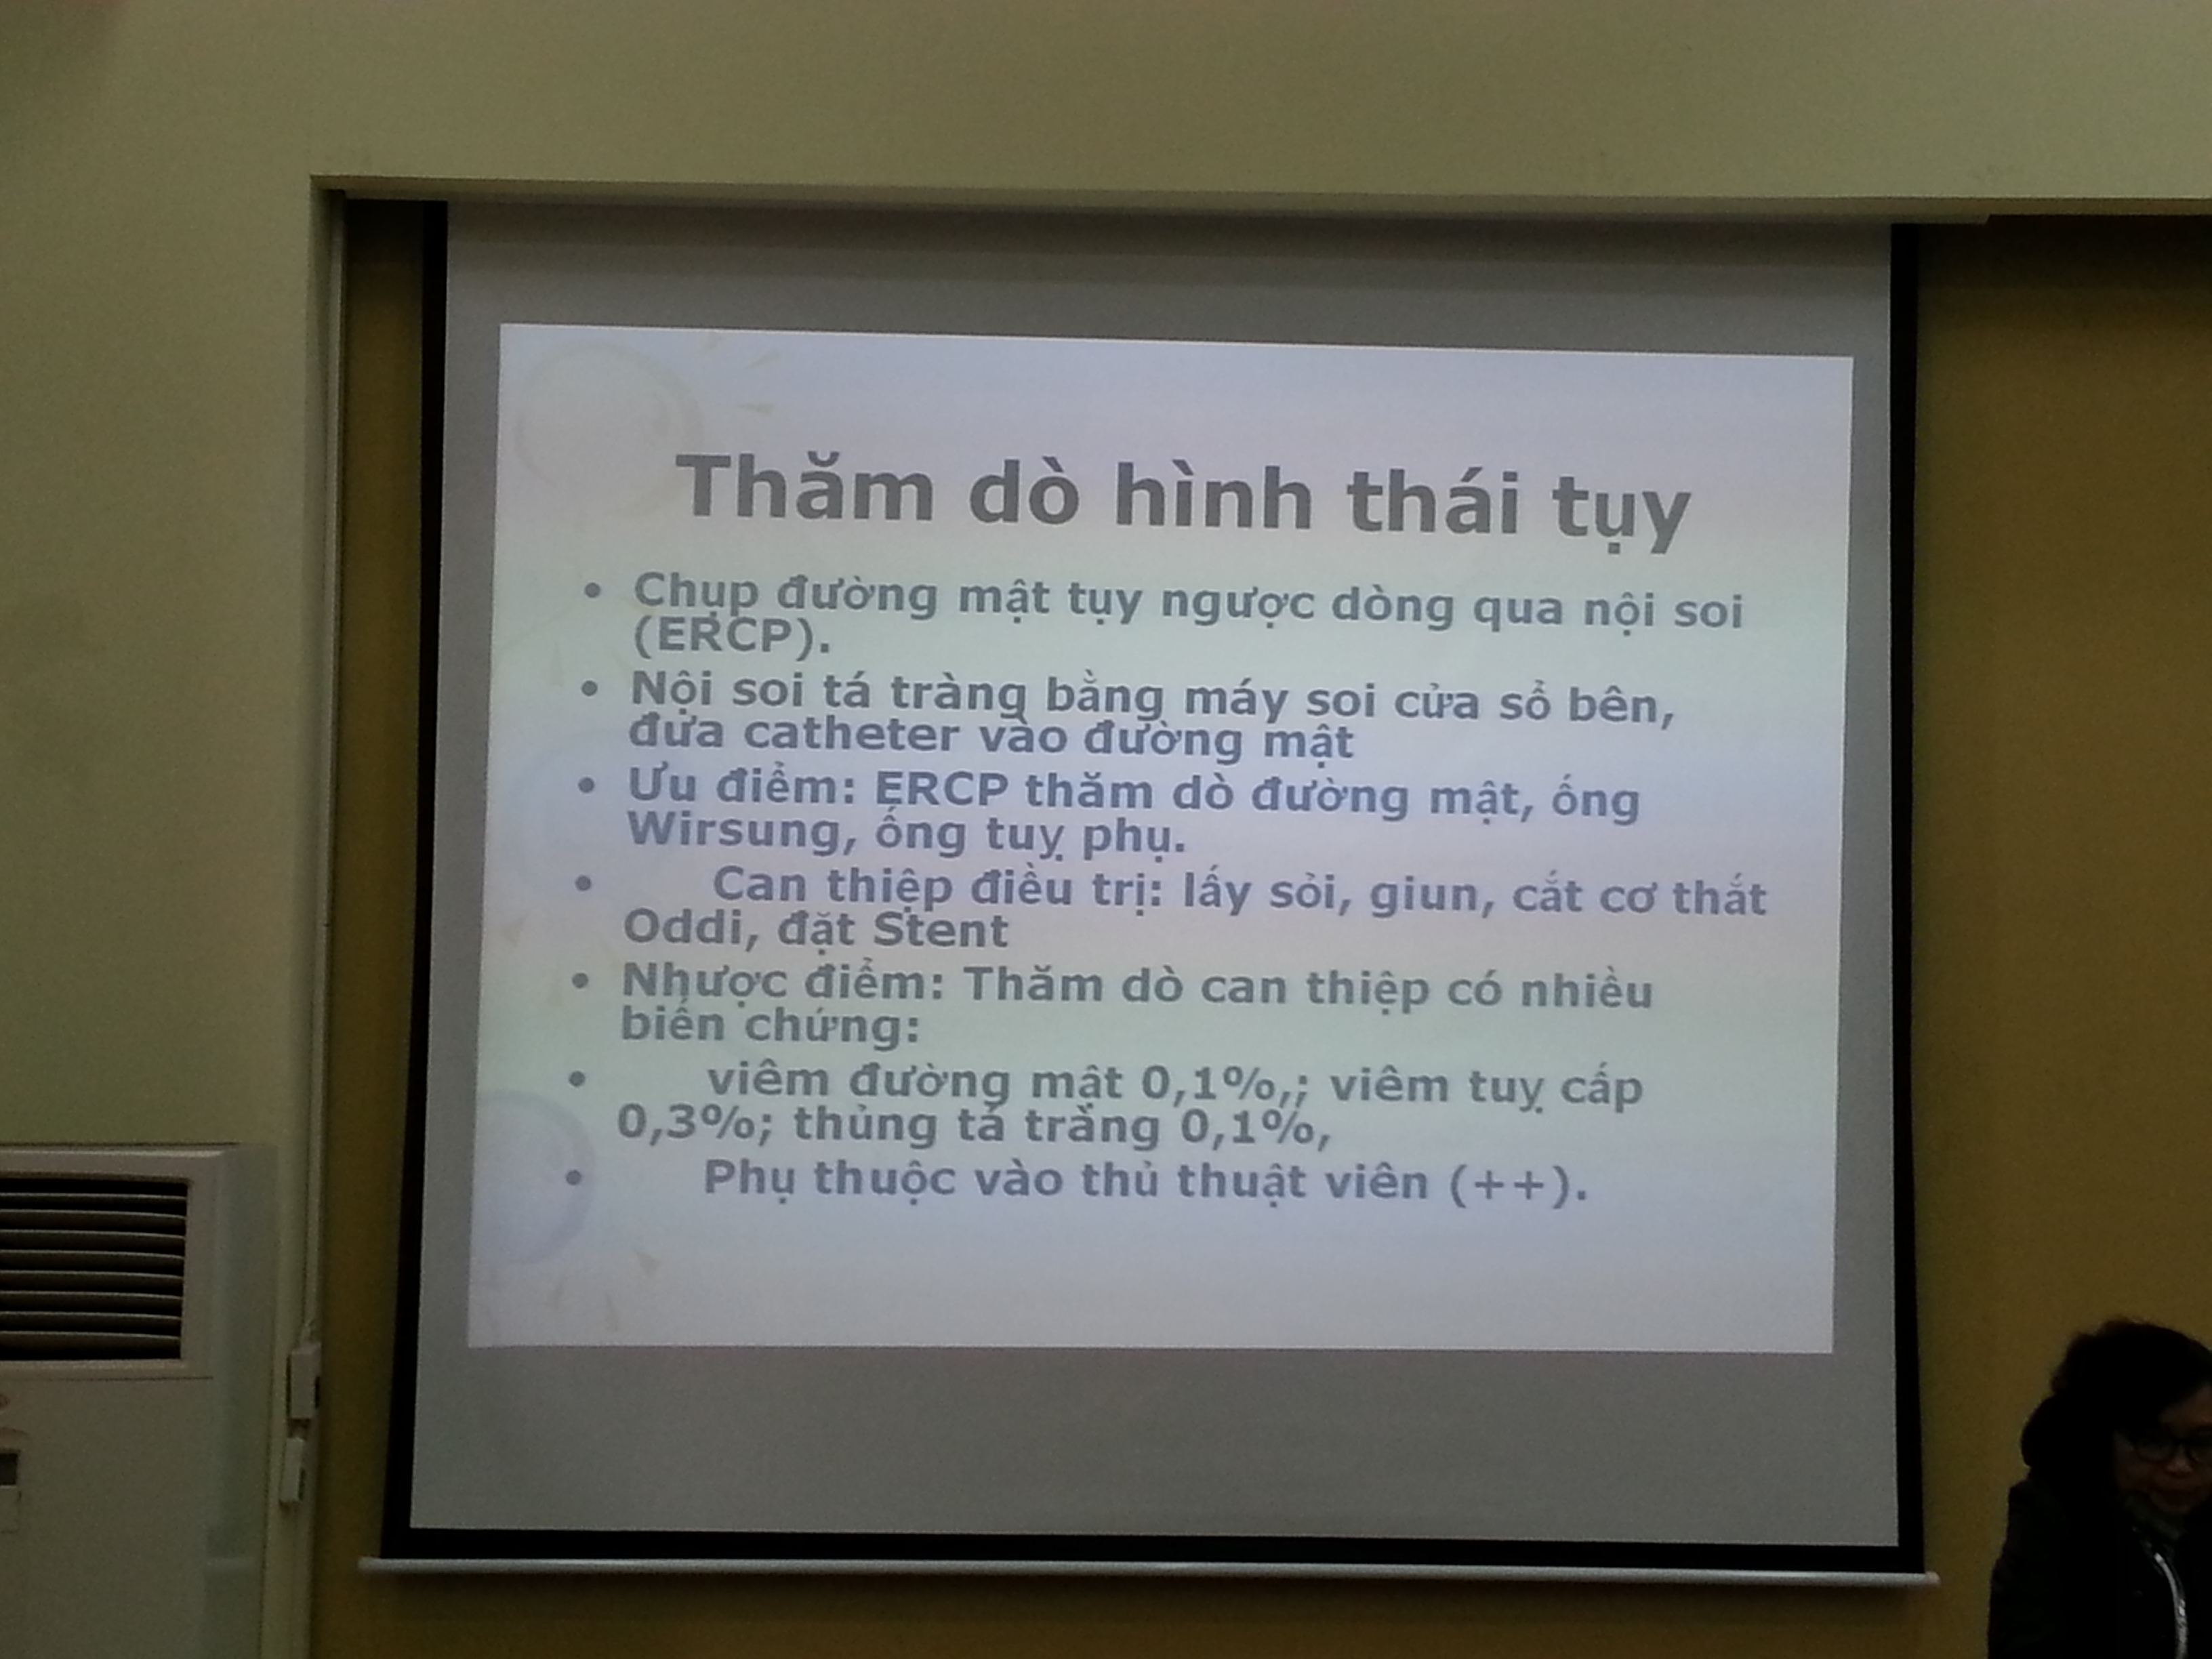 Thăm dò hình thái tụy
• Chụp đường mật tụy ngược dòng qua nội soi
(ERCP).
• Nội soi tá tràng bằng máy soi cửa sổ bên,
đưa catheter vào đường mật
• Ưu điểm: ERCP thăm dò đường mật, ống
Wirsung, ống tuỵ phụ.
• Can thiệp điều trị: lấy sỏi, giun, cắt cơ thắt
Oddi, đặt Stent
• Nhược điểm: Thăm dò can thiệp có nhiều
biến chứng:
• viêm đường mật 0,1%,; viêm tuỵ cấp
0,3%; thủng tá tràng 0,1%,
• Phụ thuộc vào thủ thuật viên (++).